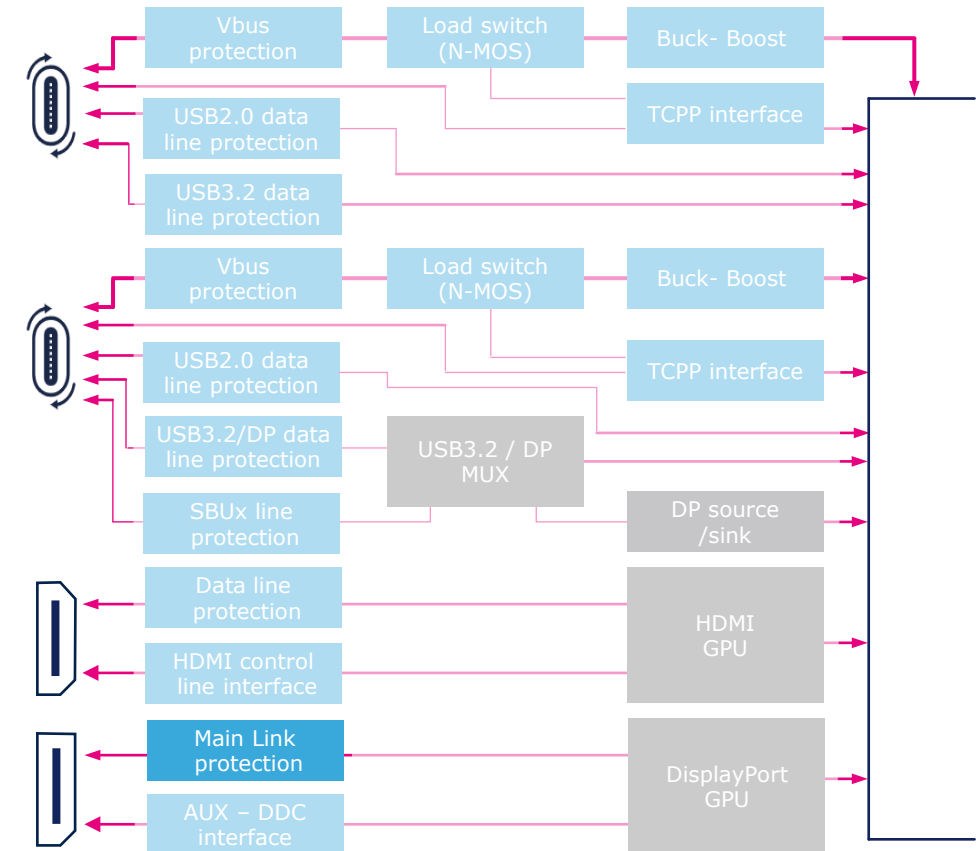 Vbus
protection
Load switch
(N-MOS)
Buck- Boost
TCPP interface
USB2.0 data
line protection
USB3.2 data
line protection
Vbus
protection
Load switch
(N-MOS)
Buck- Boost
TCPP interface
USB2.0 data
line protection
USB3.2/DP data
line protection
USB3.2 / DP
MUX
SBUx line
protection
DP source
/sink
Data line
protection
HDMI
GPU
HDMI control
line interface
Main Link
protection
DisplayPort
GPU
AUX – DDC
interface